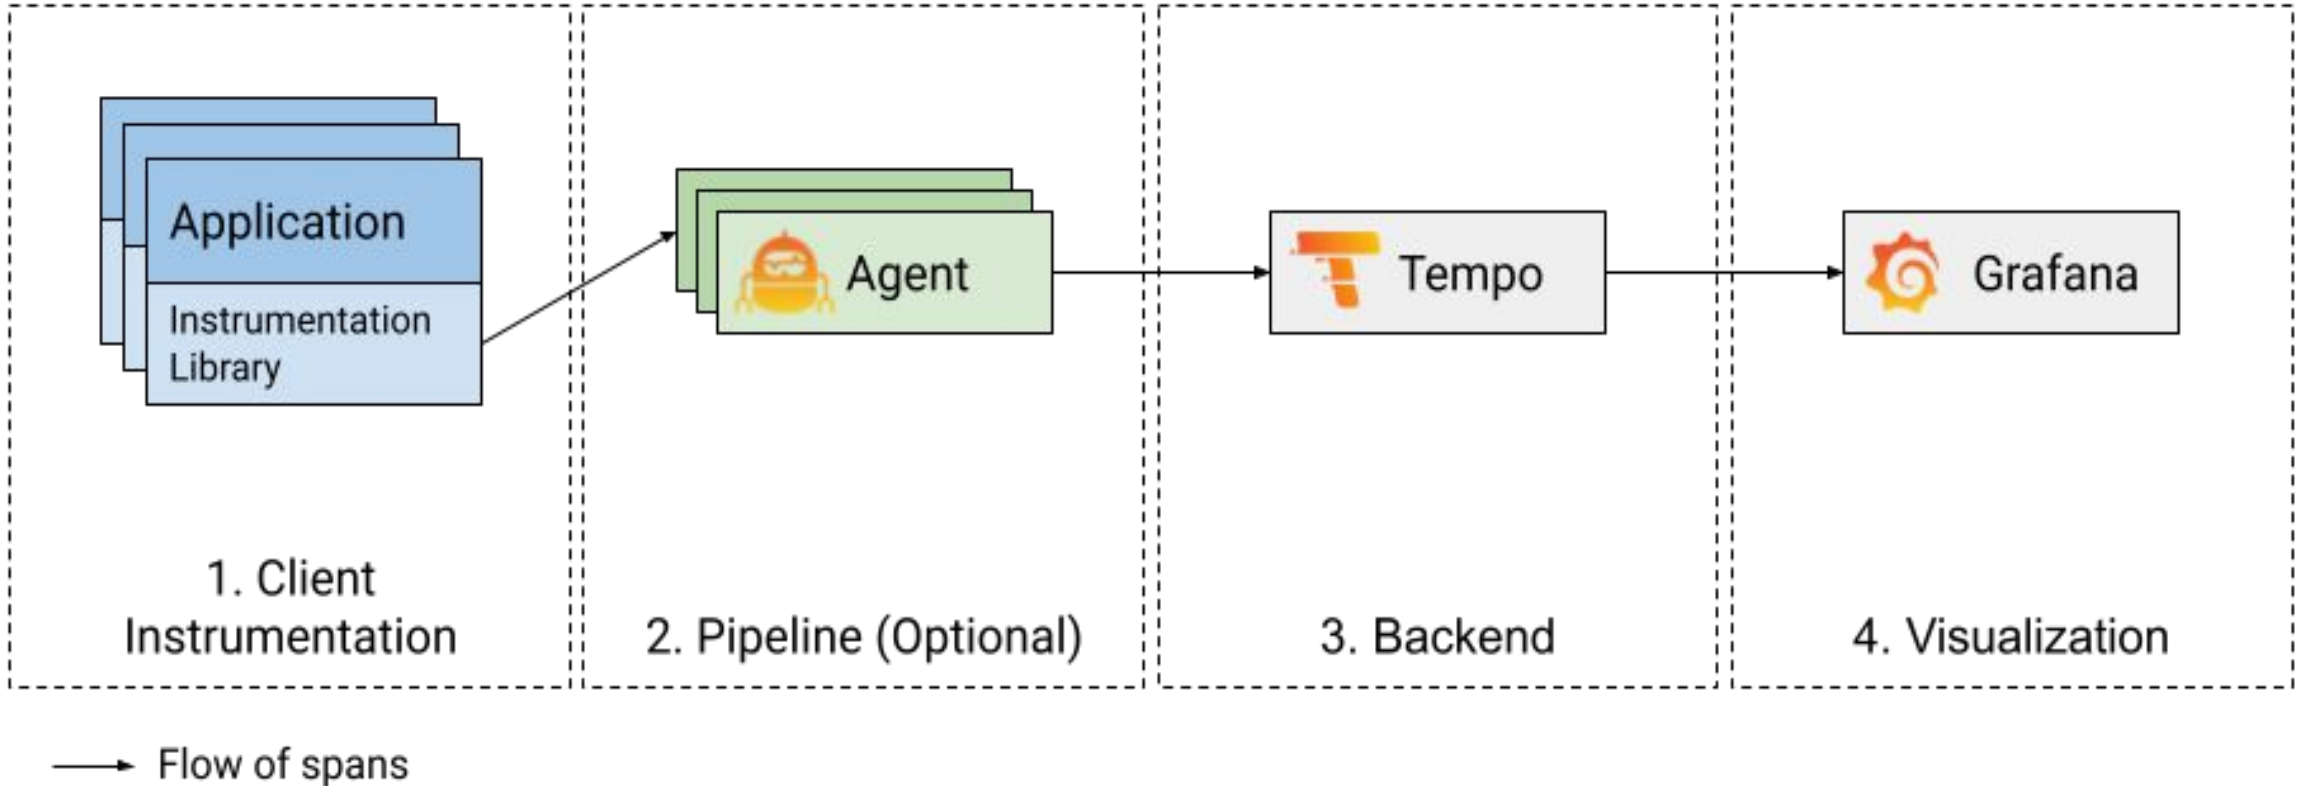 Application
Instrumentation
Library
Agent
Tempo
Grafana
1. Client
Instrumentation
2. Pipeline (Optional)
3. Backend
4. Visualization
Flow of spans